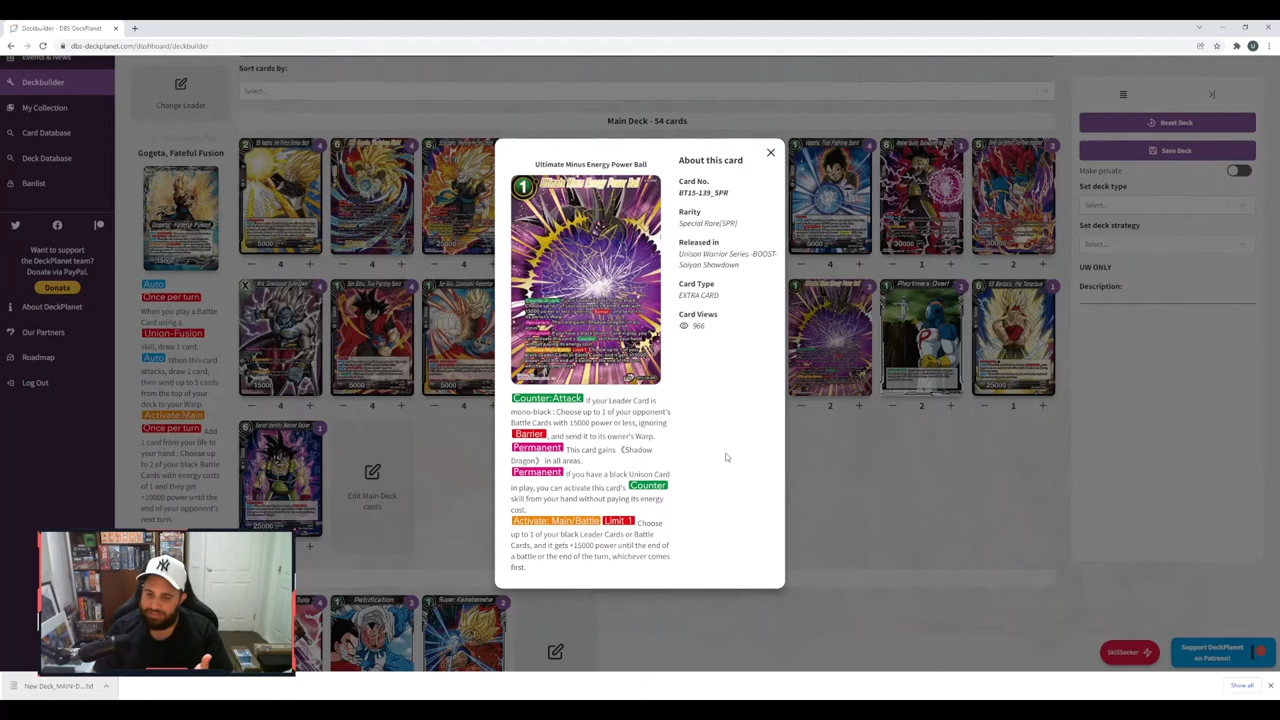 Deckbuilder - DBS DeckPlanet
dbs-deckplanet.com/dashboard/deckbuilder
Events & News
Deckbuilder
My Collection
Card Database
Deck Database
Banlist
Want to support
the DeckPlanet team?
Donate via PayPal.
Donate
About DeckPlanet
Our Partners
Roadmap
Log Out
Change Leader
Gogeta, Fateful Fusion
Auto
Once per turn
When you play a
Battle Card using a
Union-Fusion
skill, draw 1 card.
Auto When this card
attacks, draw 1 card,
then send up to 5 cards
from the top of your
deck to your Warp.
Activate Main
Once per turn Add
1 card from your life to
your hand: Choose up
to 2 of your black Battle
Cards with energy costs
of 1 and they get
+10000 power until the
end of your opponent's
next turn.
Sort cards by:
Select...
Main Deck - 54 cards
Edit Main Deck
cards
Ultimate Minus Energy Power Ball
Counter:Attack If your Leader Card is
mono-black : Choose up to 1 of your opponent's
Battle Cards with 15000 power or less, ignoring
Barrier, and send it to its owner's Warp.
Permanent This card gains 《Shadow
Dragon》 in all areas.
Permanent If you have a black Unison Card
in play, you can activate this card's Counter
skill from your hand without paying its energy
cost.
Activate: Main/Battle Limit 1 Choose
up to 1 of your black Leader Cards or Battle
Cards, and it gets +15000 power until the end of
a battle or the end of the turn, whichever comes
first.
About this card
Card No.
BT15-139_SPR
Rarity
Special Rare[SPR]
Released in
Unison Warrior Series -BOOST-
Saiyan Showdown
Card Type
EXTRA CARD
Card Views
966
Playtime's Over!
Petrification
Super Kamehameha
Reset Deck
Save Deck
Make private
Set deck type
Select...
Set deck strategy
Select...
UW ONLY
Description:
SkillSeeker
Support DeckPlanet
on Patreon!
New Deck_MAIN-D....txt
Show all